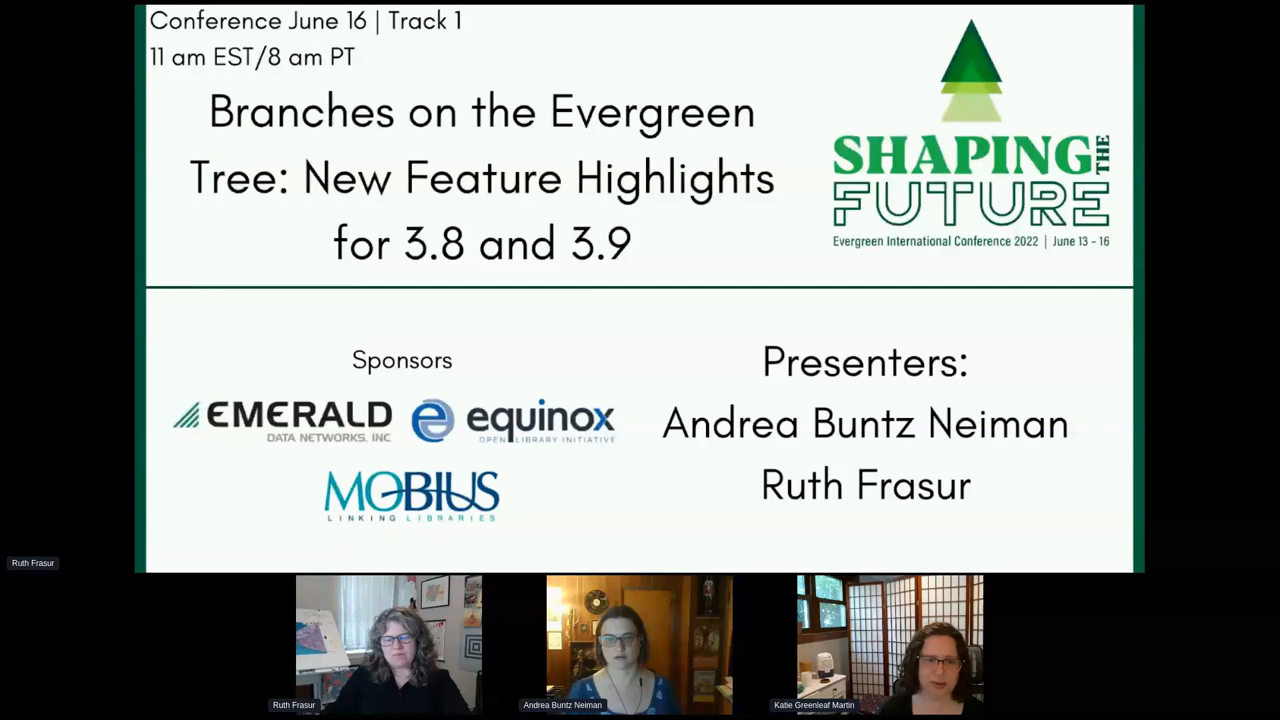 Conference June 16 | Track 1
11 am EST/8 am PT
Branches on the Evergreen
Tree: New Feature Highlights
for 3.8 and 3.9
SHAPING THE
FUTURE
Evergreen International Conference 2022 | June 13 - 16
Sponsors
EMERALD
DATA NETWORKS, INC.
equinox
OPEN LIBRARY INITIATIVE
MOBIUS
LINKING LIBRARIES
Presenters:
Andrea Buntz Neiman
Ruth Frasur
Ruth Frasur
Ruth Frasur
Andrea Buntz Neiman
Katie Greenleaf Martin